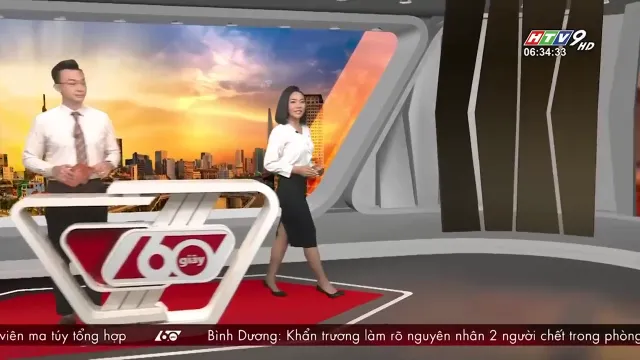 HTV9 HD
06:34:33
60 giây
viên ma túy tổng hợp 60 Bình Dương: Khẩn trương làm rõ nguyên nhân 2 người chết trong phòng